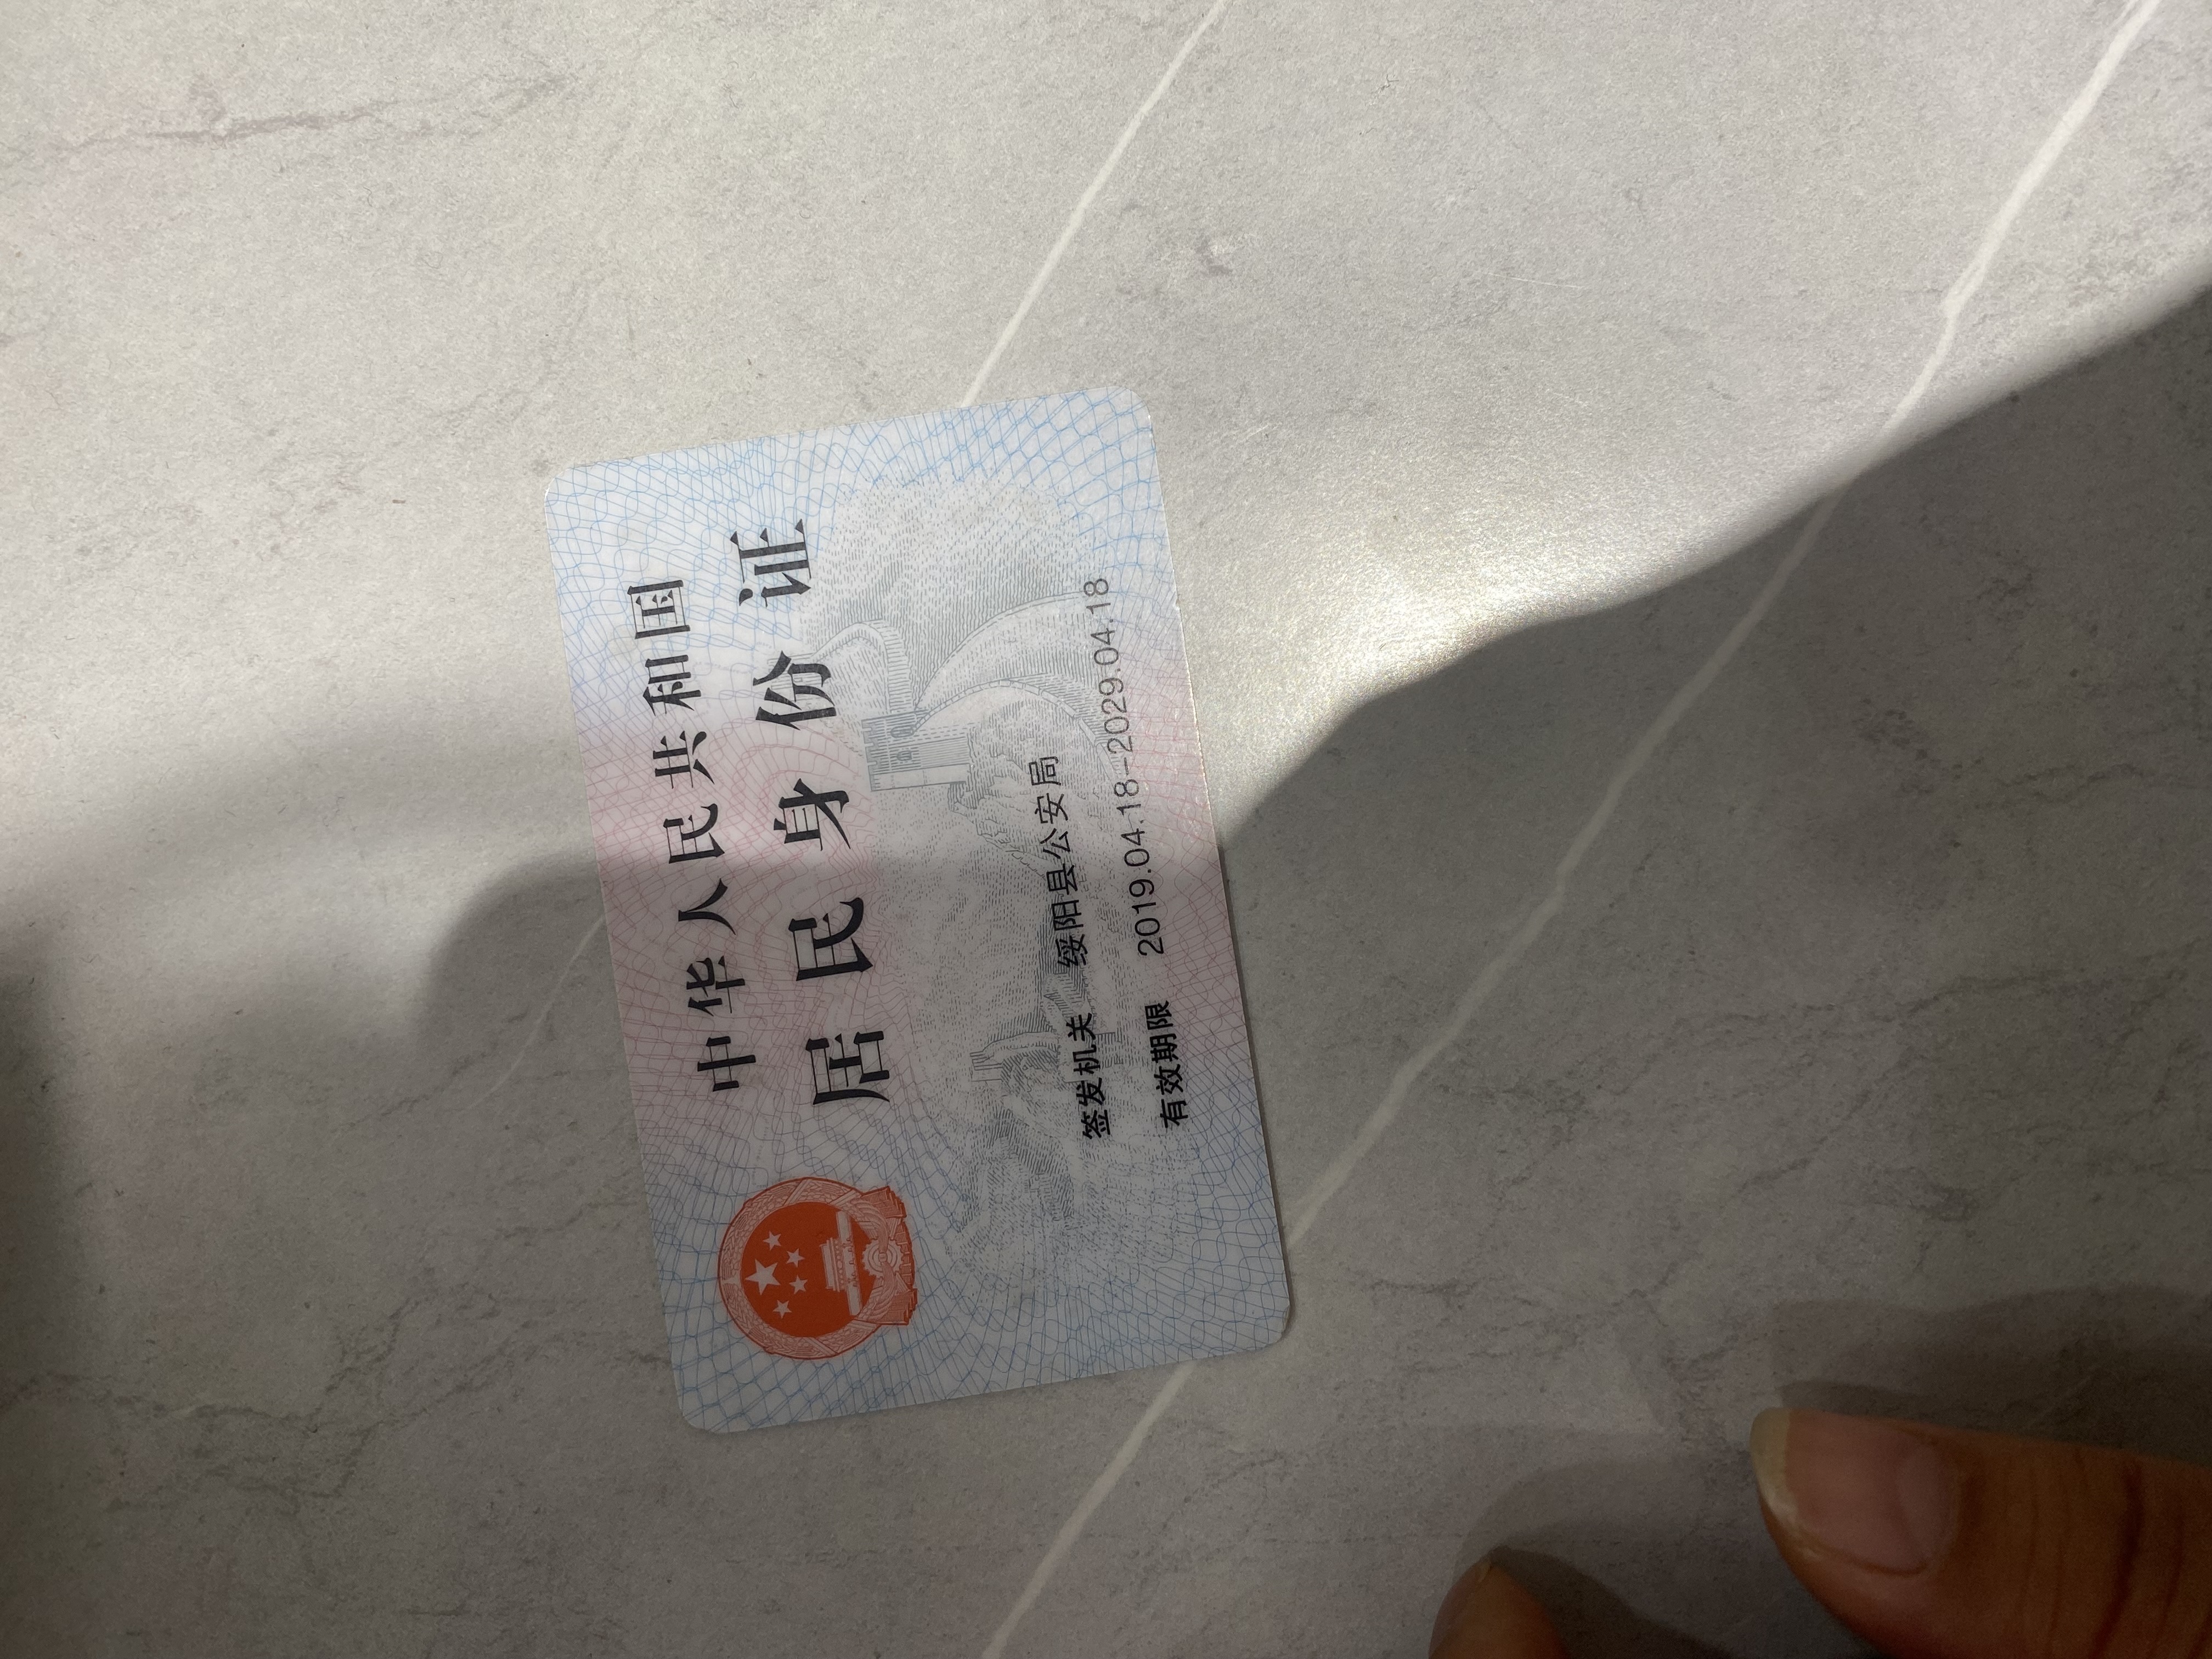 中华人民共和国
居民身份证
签发机关 绥阳县公安局
有效期限 2019.04.18-2029.04.18